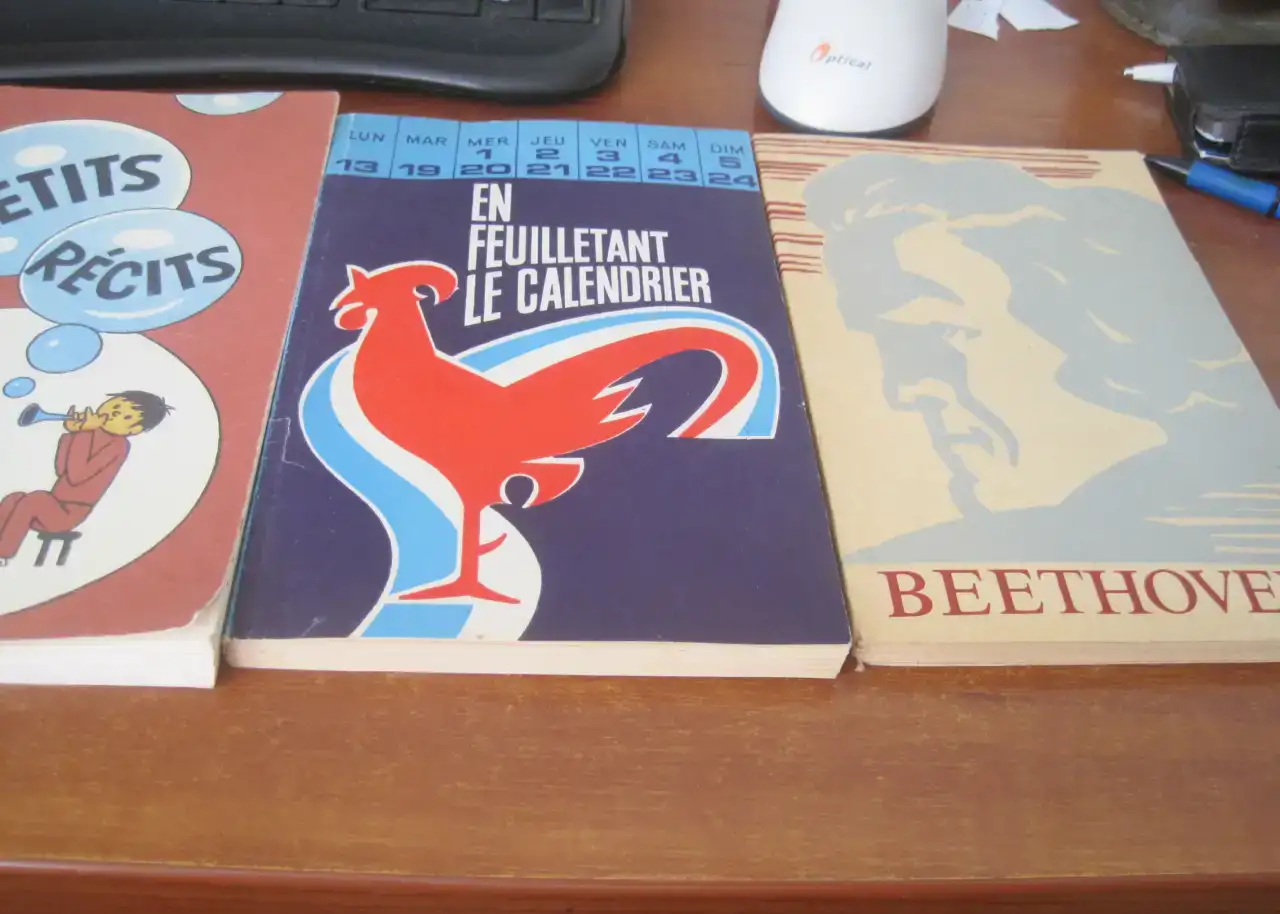 ETITS
RÉCITS
LUN MAR MER JEU VEN SAM DIM
1 2 3 4 5
13 19 20 21 22 23 24
EN
FEUILLETANT
LE CALENDRIER
Optical
BEETHOVE